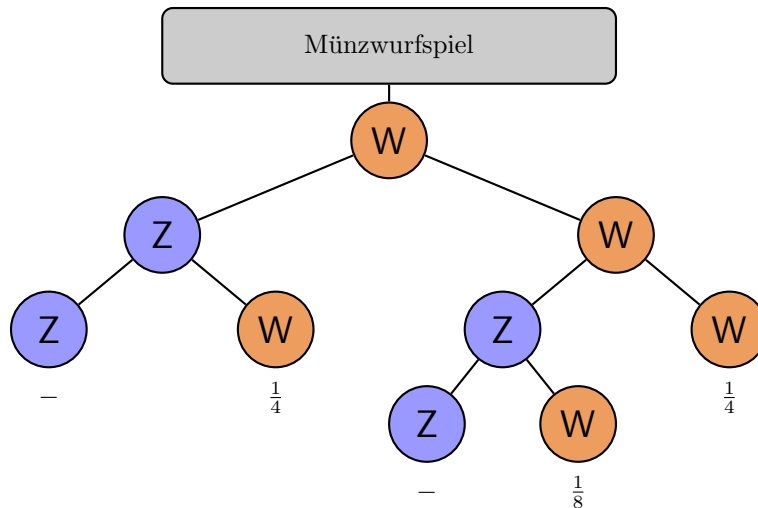 Münzwurfspiel
W
Z W
Z W Z W
– 1/4 Z W 1/4
– 1/8